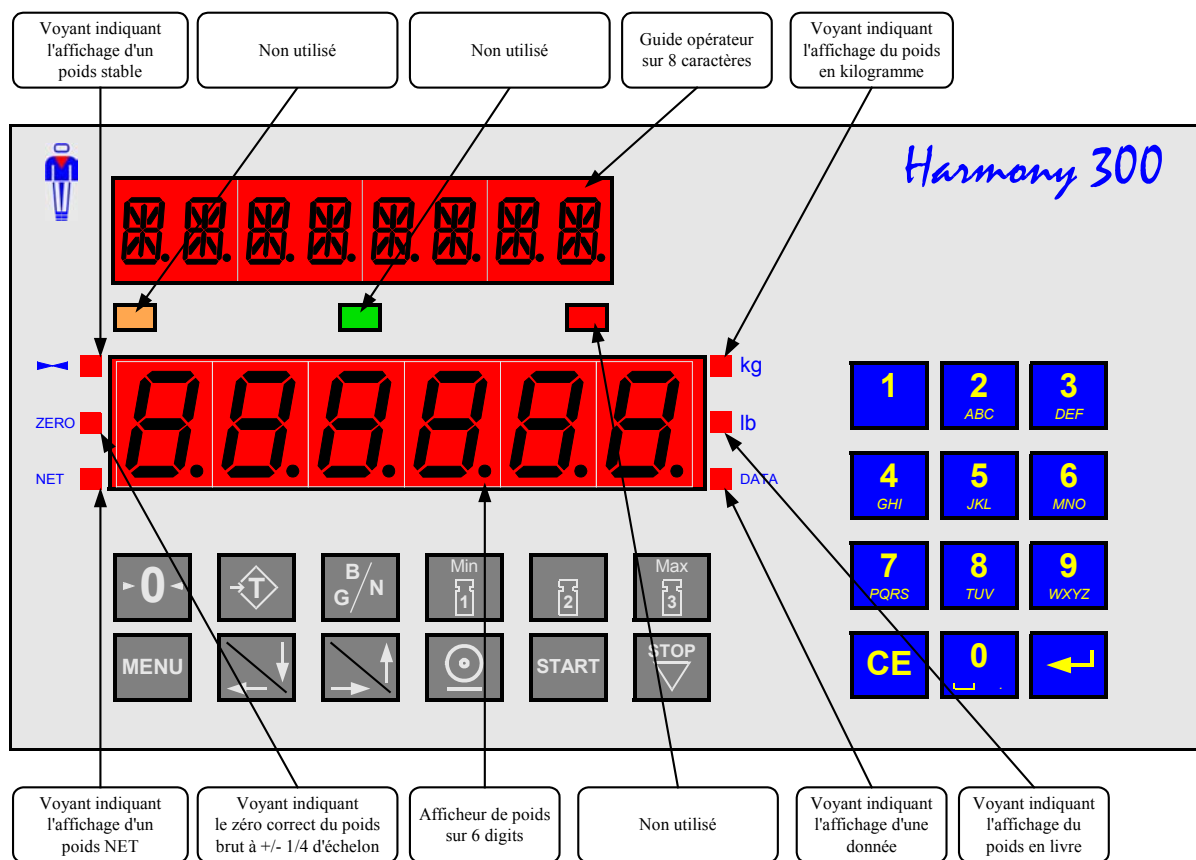 Voyant indiquant
l'affichage d'un
poids stable
Non utilisé
Non utilisé
Guide opérateur
sur 8 caractères
Voyant indiquant
l'affichage du poids
en kilogramme
Harmony 300
kg
ZERO
lb
NET
DATA
1
2
ABC
3
DEF
4
GHI
5
JKL
6
MNO
7
PQRS
8
TUV
9
WXYZ
CE
0
0
T
B/N
G
Min
1
2
Max
3
MENU
START
STOP
Voyant indiquant
l'affichage d'un
poids NET
Voyant indiquant
le zéro correct du poids
brut à +/- 1/4 d'échelon
Afficheur de poids
sur 6 digits
Non utilisé
Voyant indiquant
l'affichage d'une
donnée
Voyant indiquant
l'affichage du
poids en livre